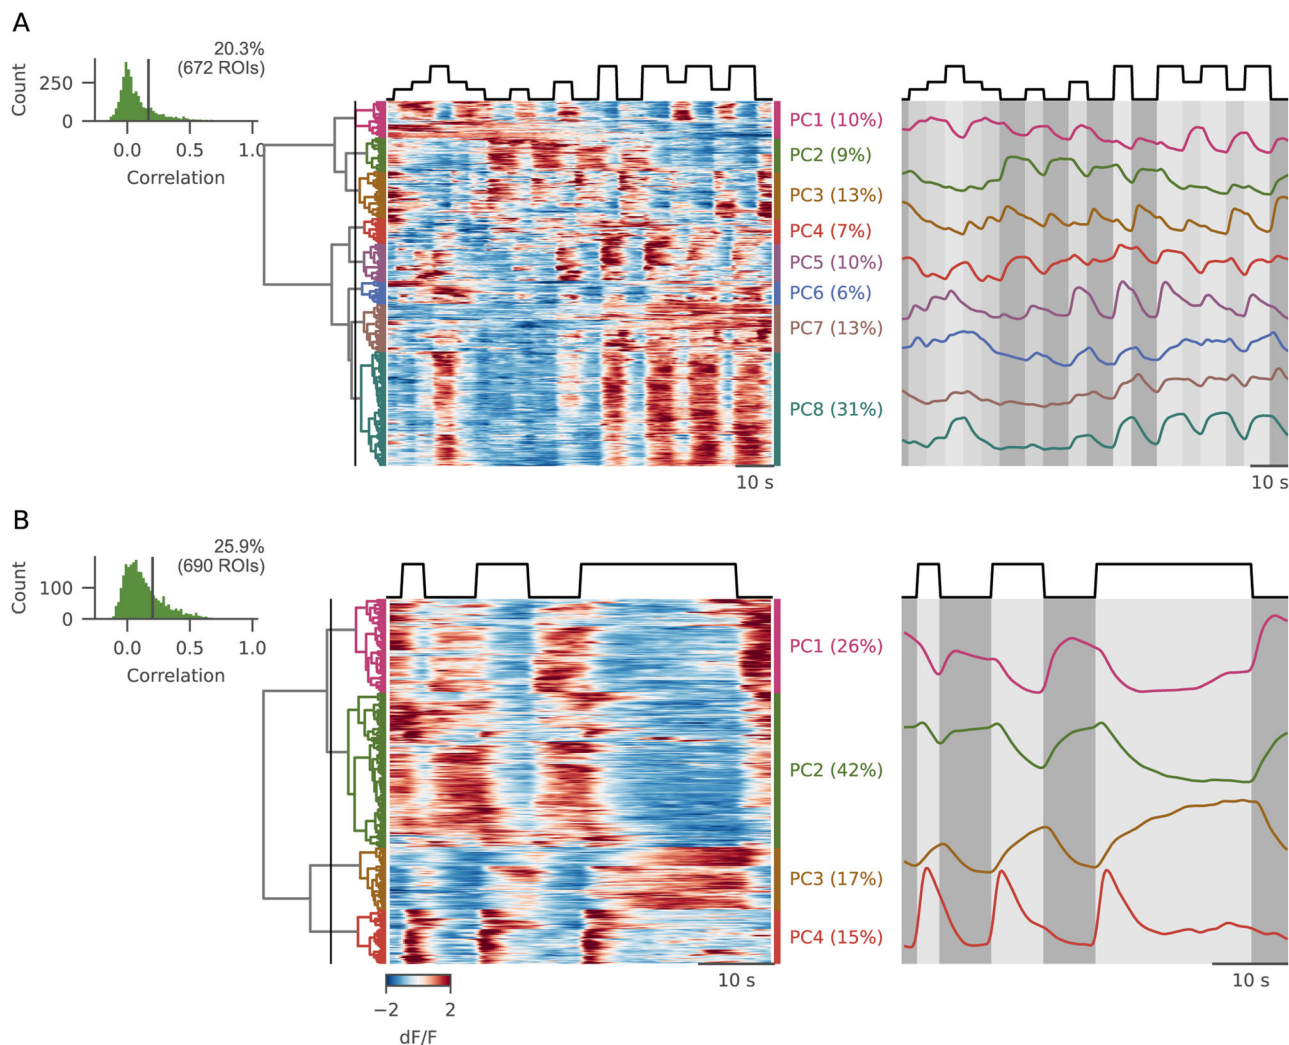 A
20.3%
(672 ROIs)
Count
250
0
0.0
0.5
1.0
Correlation
PC1 (10%)
PC2 (9%)
PC3 (13%)
PC4 (7%)
PC5 (10%)
PC6 (6%)
PC7 (13%)
PC8 (31%)
10 s
10 s
B
25.9%
(690 ROIs)
Count
100
0
0.0
0.5
1.0
Correlation
PC1 (26%)
PC2 (42%)
PC3 (17%)
PC4 (15%)
10 s
10 s
−2
2
dF/F